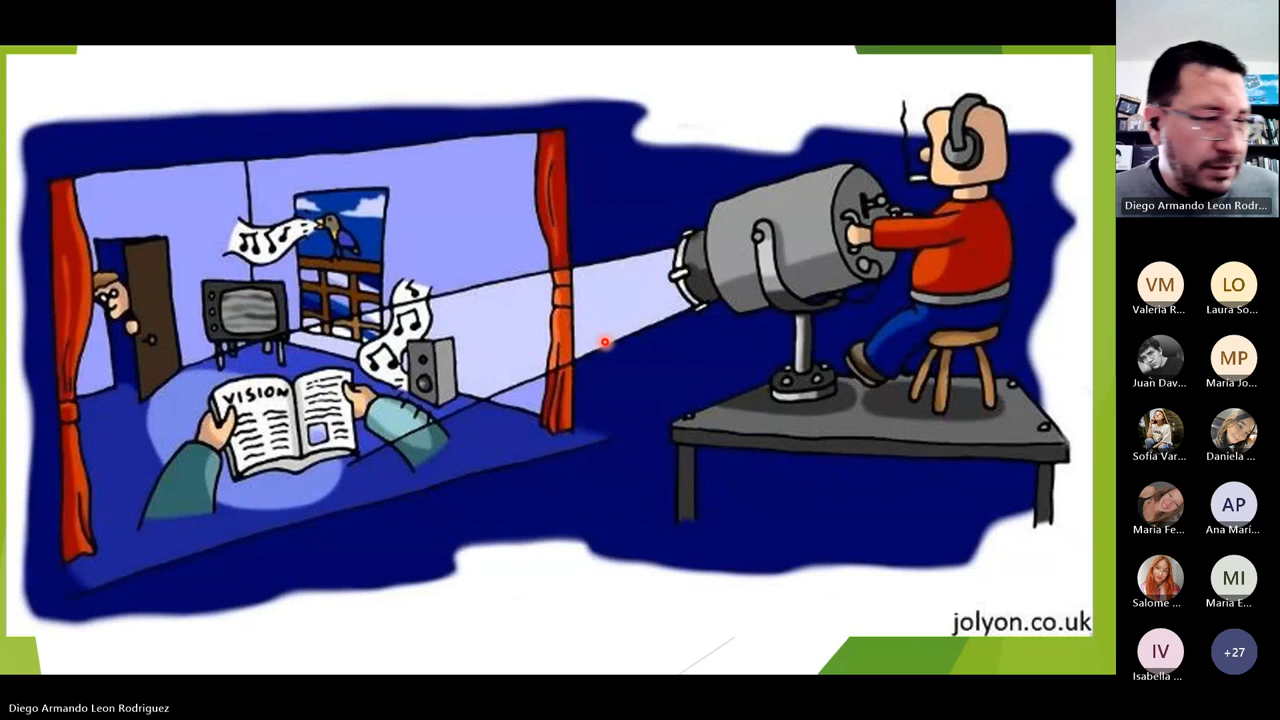 VISION
jolyon.co.uk
Diego Armando Leon Rodr...
VM
Valeria R...
LO
Laura So...
Juan Dav...
MP
Maria Jo...
Sofia Var...
Daniela ...
Maria Fe...
AP
Ana Marí...
Salome ...
MI
Maria E...
IV
Isabella ...
+27
Diego Armando Leon Rodriguez